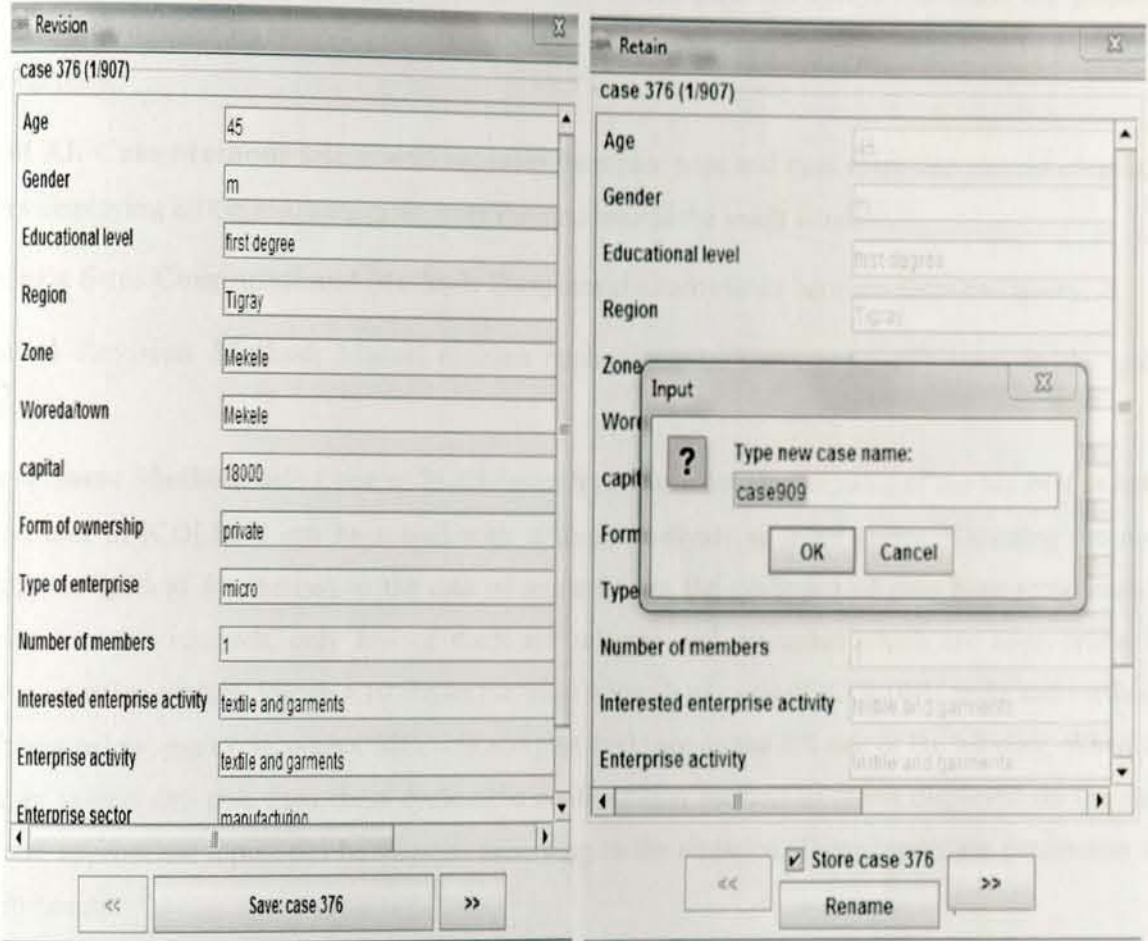 Revision
case 376 (1/907)
Age 45
Gender m
Educational level first degree
Region Tigray
Zone Mekele
Woreda/town Mekele
capital 18000
Form of ownership private
Type of enterprise micro
Number of members 1
Interested enterprise activity textile and garments
Enterprise activity textile and garments
Enterprise sector manufacturing
<< Save: case 376 >>
Retain
case 376 (1/907)
Age 45
Gender
Educational level first degree
Region Tigray
Zone
Input
? Type new case name:
case909
OK Cancel
Number of members 1
Interested enterprise activity textile and garments
Enterprise activity textile and garments
<< Store case 376 >>
Rename